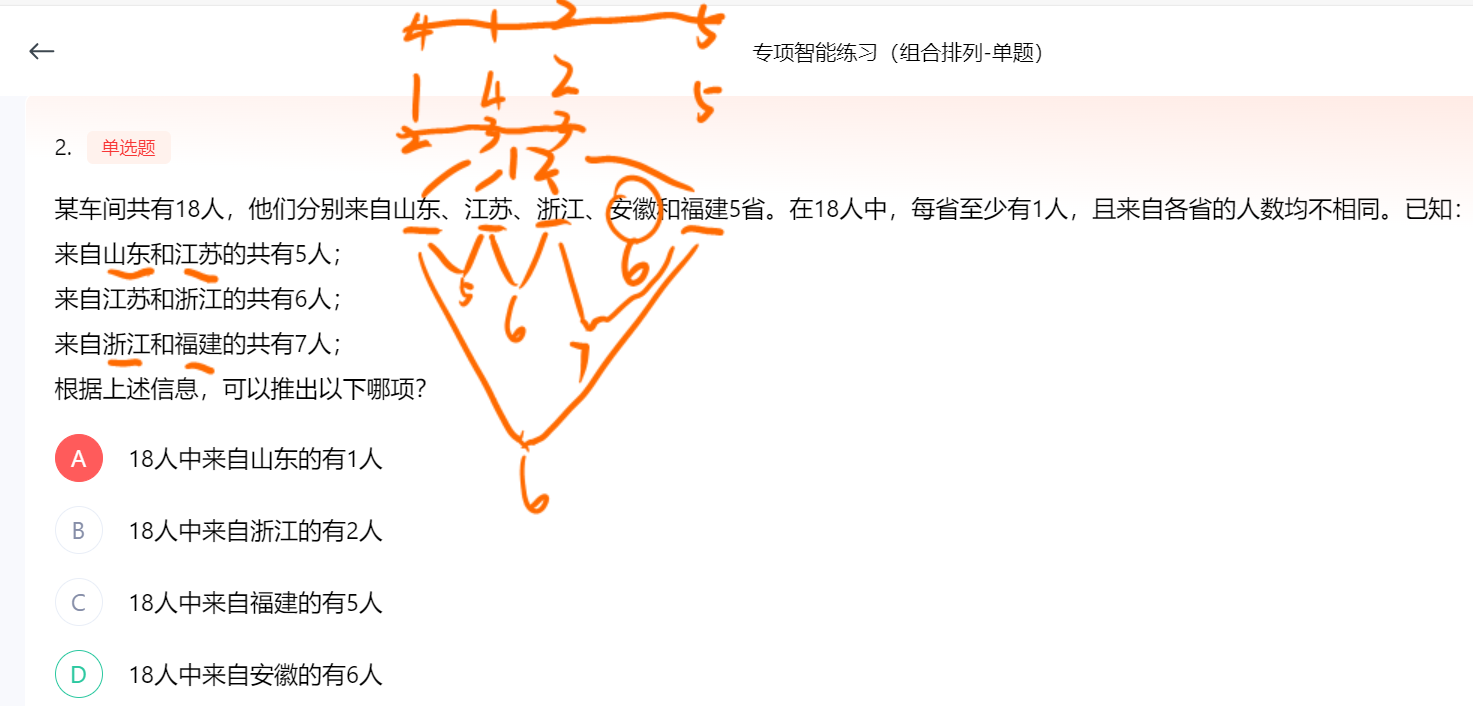 4 1 2 5
专项智能练习（组合排列-单题）
1 4 2 5
2 3 3
1 2
2. 单选题
某车间共有18人，他们分别来自山东、江苏、浙江、安徽和福建5省。在18人中，每省至少有1人，且来自各省的人数均不相同。已知：
来自山东和江苏的共有5人；
6
5
来自江苏和浙江的共有6人；
6
来自浙江和福建的共有7人；
7
根据上述信息，可以推出以下哪项？
A 18人中来自山东的有1人
6
B 18人中来自浙江的有2人
C 18人中来自福建的有5人
D 18人中来自安徽的有6人